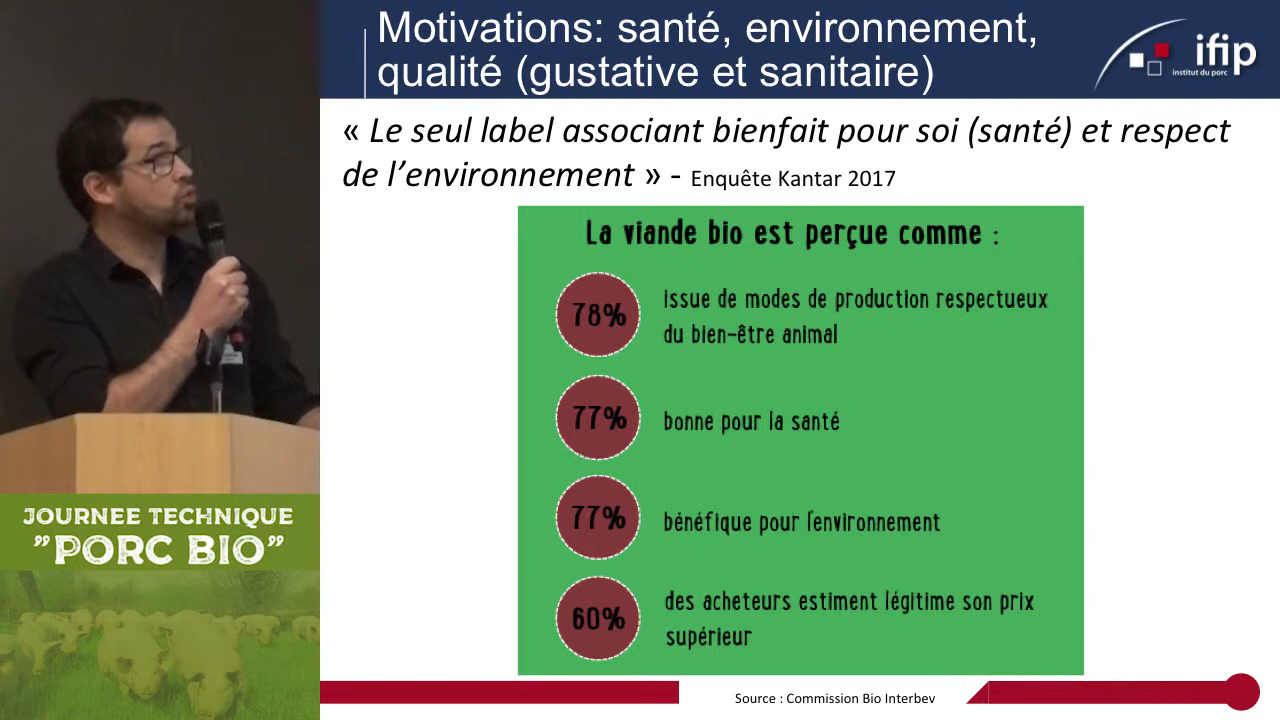 Motivations: santé, environnement,
qualité (gustative et sanitaire)
ifip
institut du porc
« Le seul label associant bienfait pour soi (santé) et respect
de l’environnement » - Enquête Kantar 2017
La viande bio est perçue comme :
78%
issue de modes de production respectueux
du bien-être animal
77%
bonne pour la santé
77%
bénéfique pour l'environnement
60%
des acheteurs estiment légitime son prix
supérieur
JOURNEE TECHNIQUE
"PORC BIO"
Source : Commission Bio Interbev